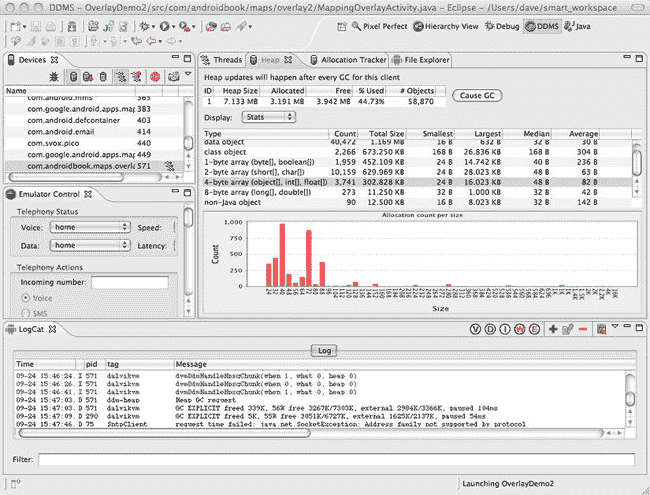 DDMS - OverlayDemo2/src/com/androidbook/maps/overlay2/MappingOverlayActivity.java - Eclipse - /Users/dave/smart_workspace
Pixel Perfect Hierarchy View Debug DDMS Java
Devices
Name
com.android.mms 365
com.google.android.apps.map 383
com.android.defcontainer 403
com.android.email 414
com.svox.pico 440
com.google.android.apps.map 449
com.androidbook.maps.overla 571
Threads Heap Allocation Tracker File Explorer
Heap updates will happen after every GC for this client
ID Heap Size Allocated Free % Used # Objects
1 7.133 MB 3.191 MB 3.942 MB 44.73% 58,870
Cause GC
Display: Stats
Type Count Total Size Smallest Largest Median Average
data object 40,472 1.169 MB 16 B 632 B 32 B 30 B
class object 2,266 673.250 KB 168 B 26.836 KB 168 B 304 B
1-byte array (byte[], boolean[]) 1,959 452.109 KB 24 B 14.742 KB 40 B 236 B
2-byte array (short[], char[]) 10,159 629.969 KB 24 B 28.023 KB 48 B 63 B
4-byte array (object[], int[], float[]) 3,741 302.828 KB 24 B 16.023 KB 48 B 82 B
8-byte array (long[], double[]) 273 11.250 KB 24 B 1.000 KB 32 B 42 B
non-Java object 90 12.500 KB 16 B 8.023 KB 32 B 142 B
Allocation count per size
Count
1,000
750
500
250
0
Size
Emulator Control
Telephony Status
Voice: home Speed:
Data: home Latency:
Telephony Actions
Incoming number:
Voice
SMS
LogCat
V D I W E
Log
Time pid tag Message
09-24 15:46:24. I 571 dalvikvm dvmDdmHandleHpsgChunk(when 1, what 0, heap 0)
09-24 15:46:26. I 571 dalvikvm dvmDdmHandleHpsgChunk(when 0, what 0, heap 0)
09-24 15:46:41. I 571 dalvikvm dvmDdmHandleHpsgChunk(when 1, what 0, heap 0)
09-24 15:47:03. D 571 ddm-heap Heap GC request
09-24 15:47:03. D 571 dalvikvm GC EXPLICIT freed 339K, 56% free 3267K/7303K, external 2984K/3366K, paused 104ms
09-24 15:47:09. D 290 dalvikvm GC EXPLICIT freed 5K, 55% free 3051K/6727K, external 1625K/2137K, paused 54ms
09-24 15:47:46. D 75 SntpClient request time failed: java.net.SocketException: Address family not supported by protocol
Filter:
Launching OverlayDemo2